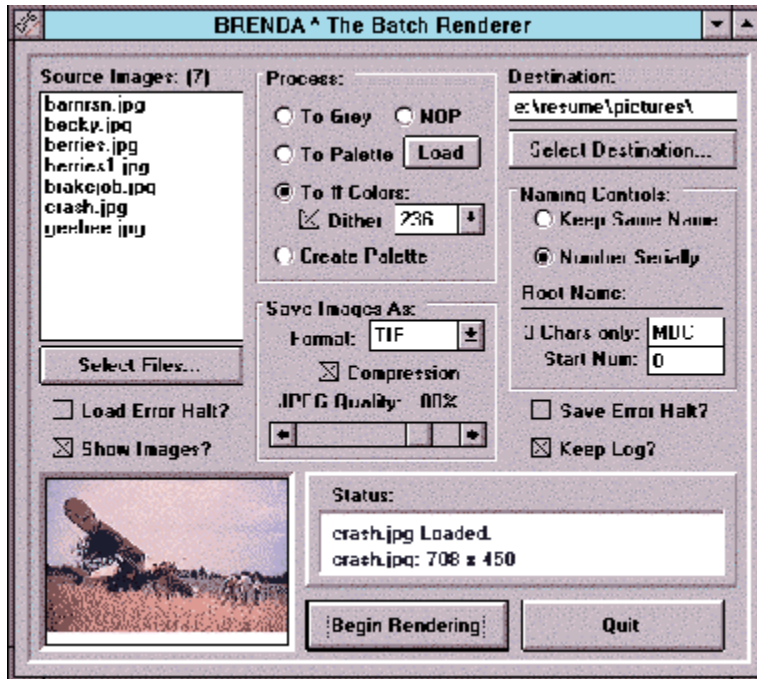 BRENDA ^ The Batch Renderer
Source Images: (7)
barnrsn.jpg
becky.jpg
berries.jpg
berries1.jpg
brakejob.jpg
crash.jpg
Select Files...
Load Error Halt?
Show Images?
Process:
To Grey
NOP
To Palette
Load
To # Colors:
Dither
236
Create Palette
Save Images As:
Format:
TIF
Compression
JPEG Quality:
Destination:
e:\resume\pictures\
Select Destination...
Naming Controls:
Keep Same Name
Number Serially
Root Name:
Chars only:
Start Num:
0
Save Error Halt?
Keep Log?
Status:
crash.jpg Loaded.
crash.jpg: 708 x 450
Begin Rendering
Quit